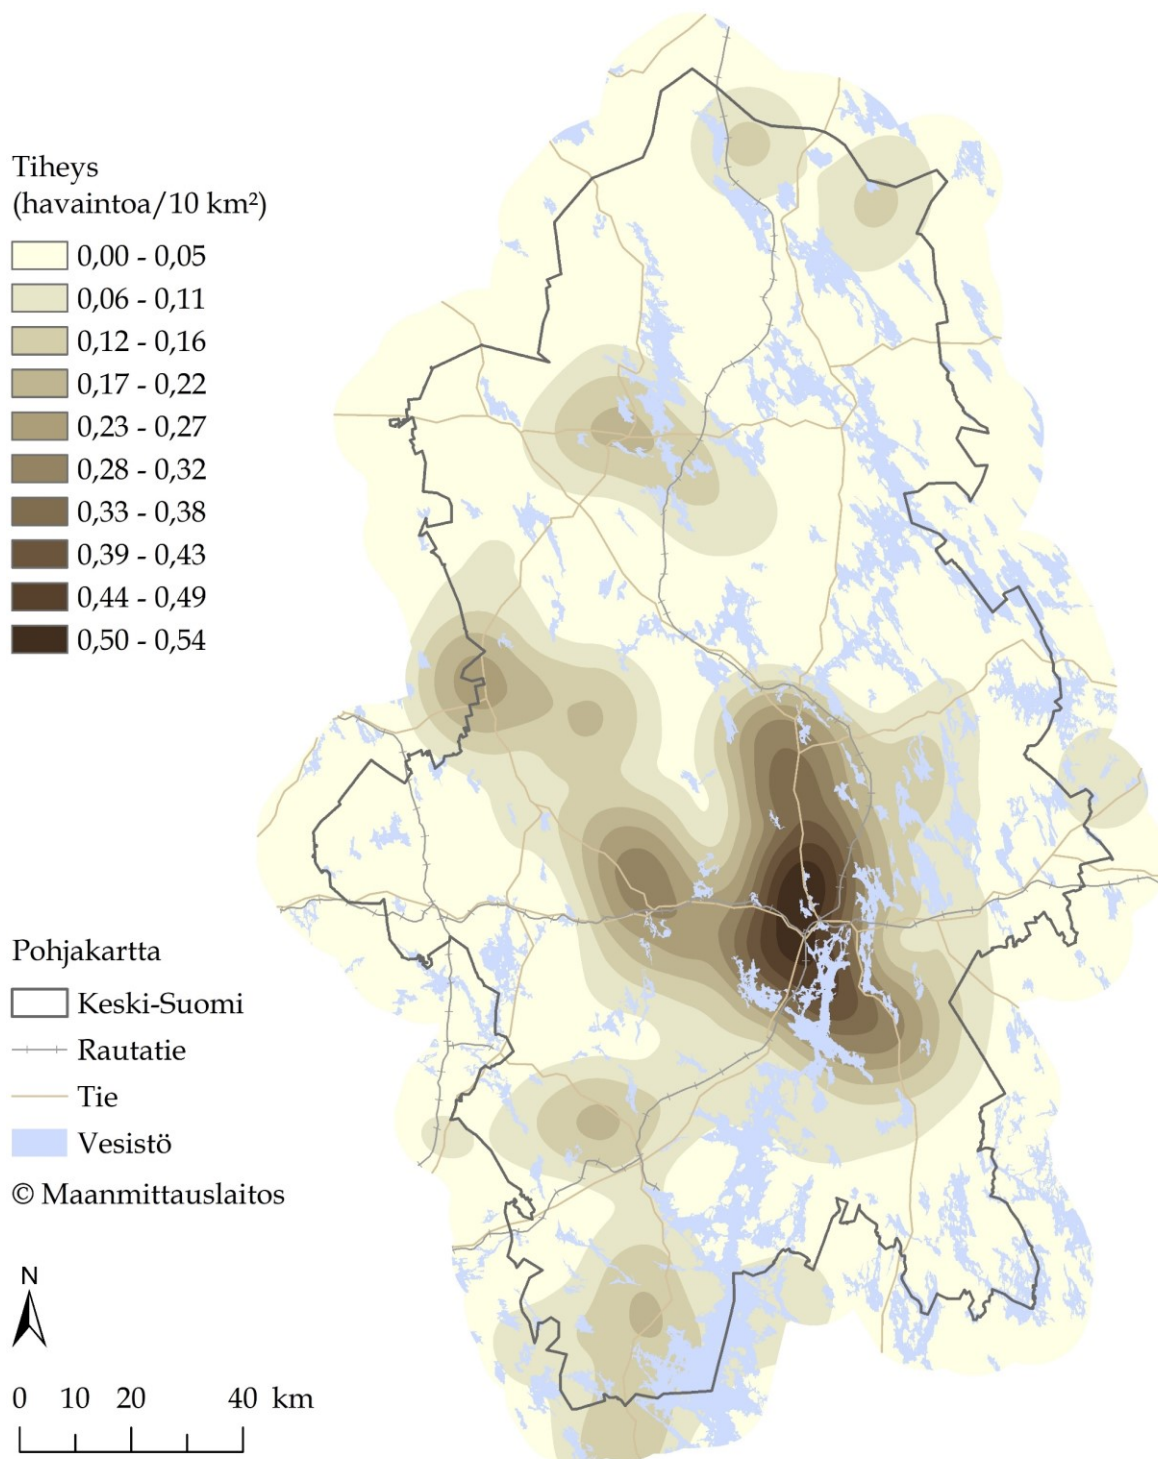 Tiheys
(havaintoa/10 km²)
0,00 - 0,05
0,06 - 0,11
0,12 - 0,16
0,17 - 0,22
0,23 - 0,27
0,28 - 0,32
0,33 - 0,38
0,39 - 0,43
0,44 - 0,49
0,50 - 0,54
Pohjakartta
Keski-Suomi
Rautatie
Tie
Vesistö
© Maanmittauslaitos
N
0 10 20 40 km